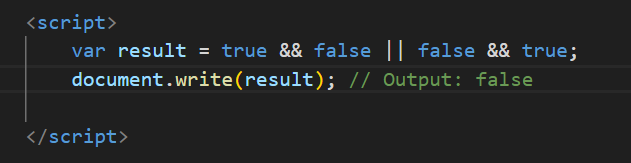 <script>
var result = true && false || false && true;
document.write(result); // Output: false
</script>